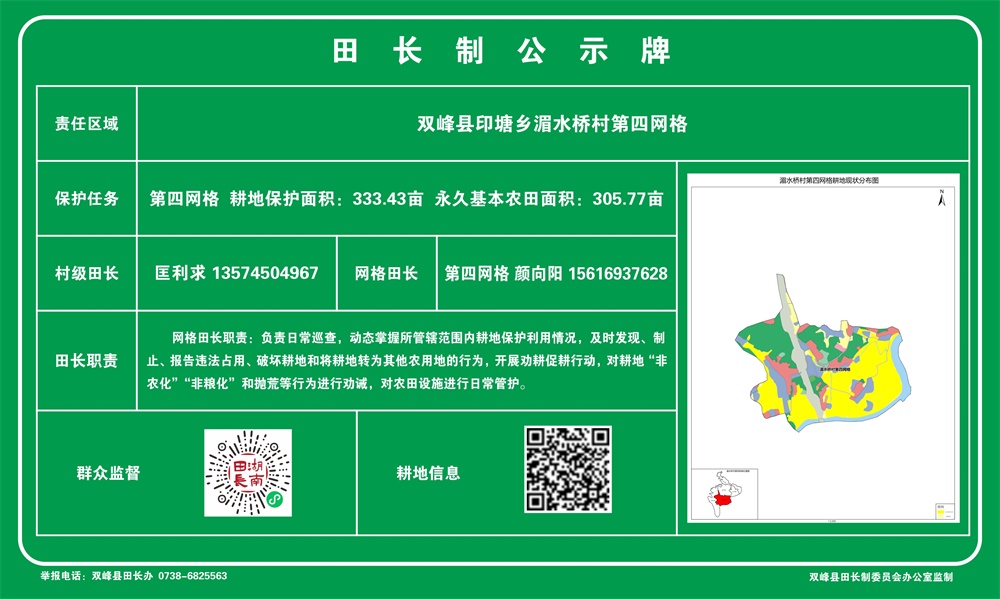 田长制公示牌
责任区域
双峰县印塘乡湄水桥村第四网格
保护任务
第四网格 耕地保护面积：333.43亩 永久基本农田面积：305.77亩
村级田长
匡利求 13574504967
网格田长
第四网格 颜向阳 15616937628
田长职责
网格田长职责：负责日常巡查，动态掌握所管辖范围内耕地保护利用情况，及时发现、制
止、报告违法占用、破坏耕地和将耕地转为其他农用地的行为，开展劝耕促耕行动，对耕地“非
农化”“非粮化”和抛荒等行为进行劝诫，对农田设施进行日常管护。
湄水桥村第四网格耕地现状分布图
N
湄水桥村第四网格
群众监督
湖南田長
耕地信息
举报电话：双峰县田长办 0738-6825563
双峰县田长制委员会办公室监制